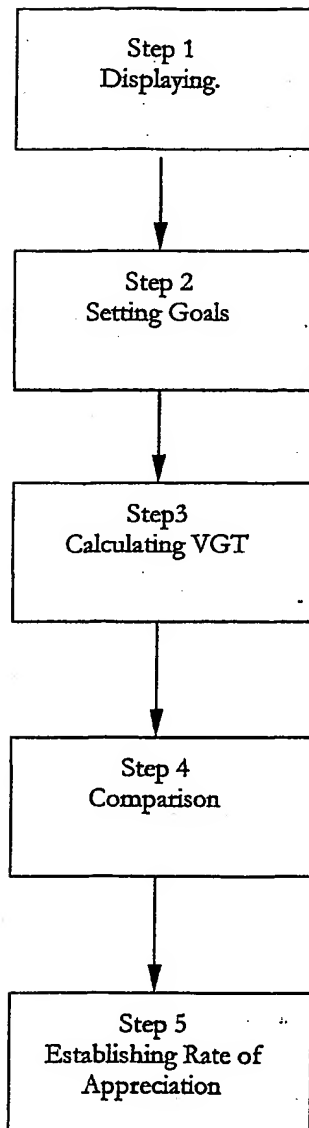 Step 1
Displaying.
Step 2
Setting Goals
Step3
Calculating VGT
Step 4
Comparison
Step 5
Establishing Rate of
Appreciation